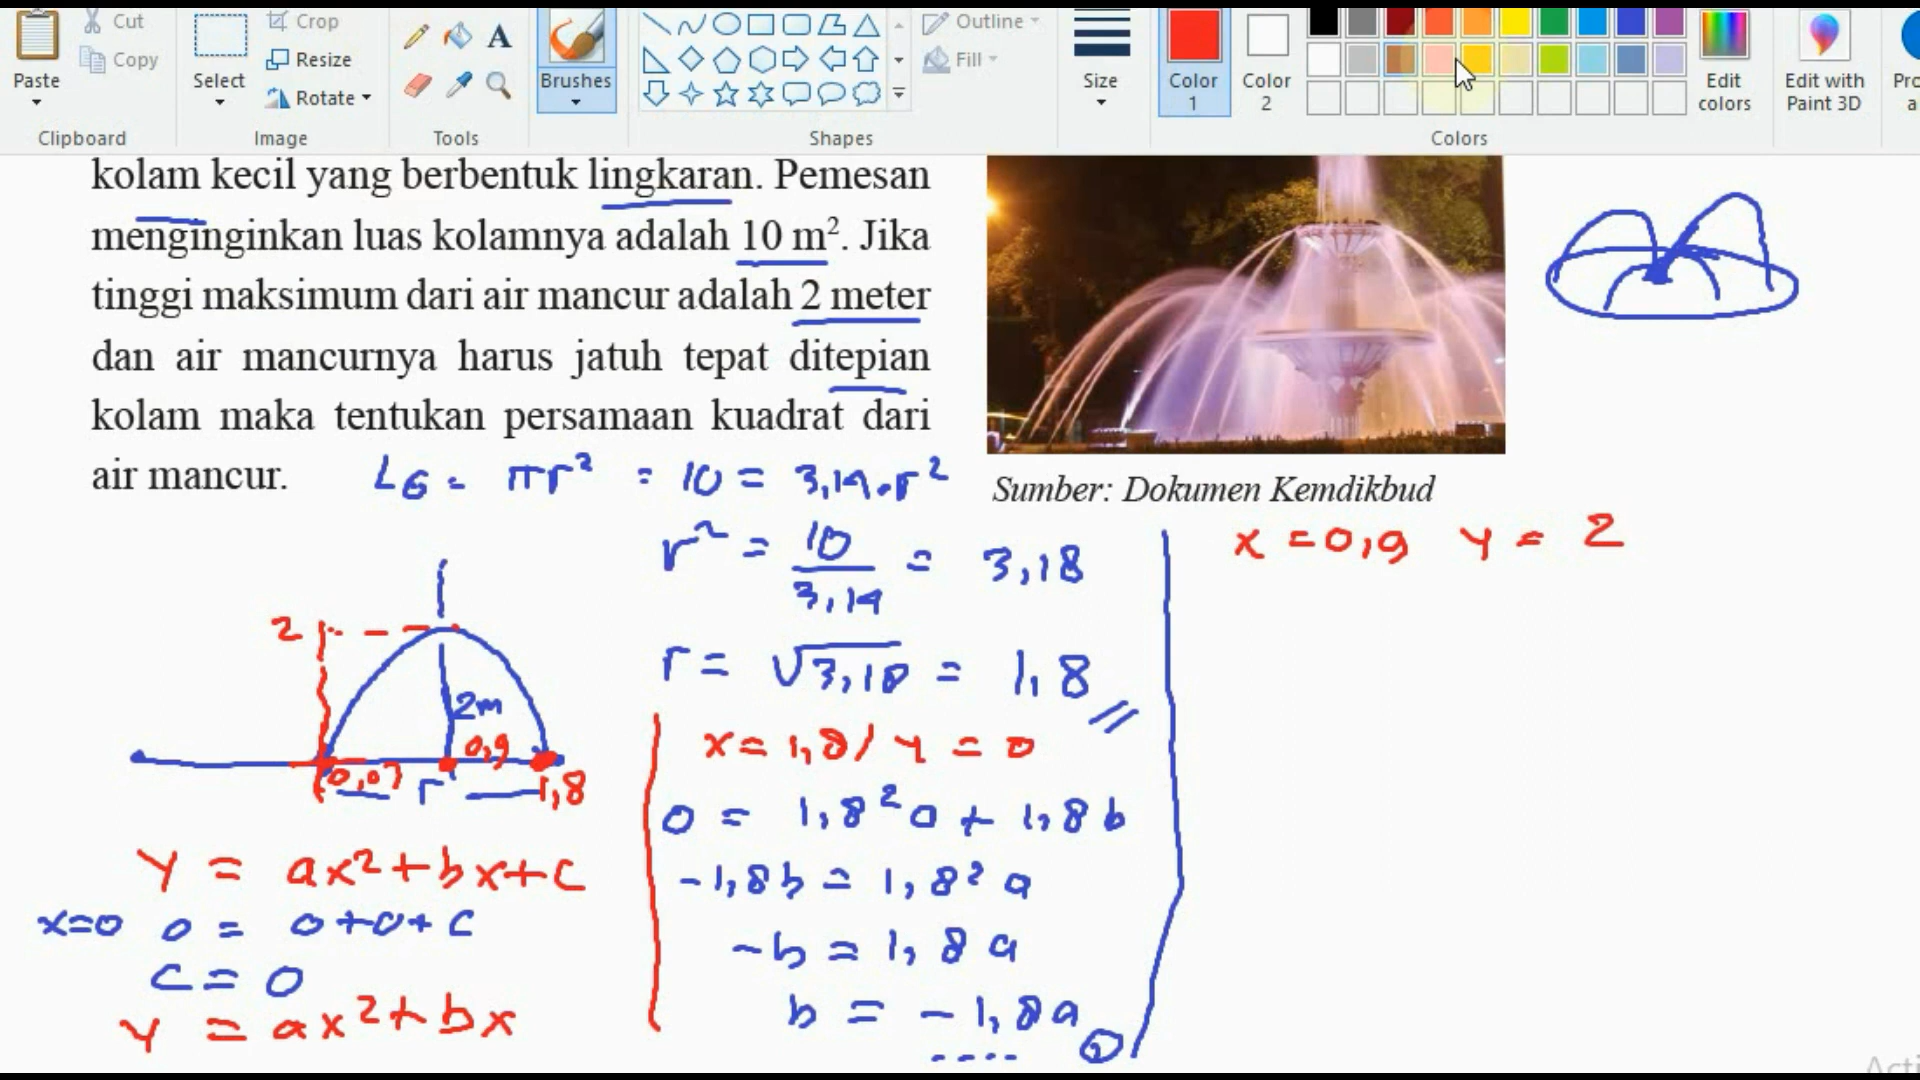 Paste
Cut
Copy
Clipboard
Select
Crop
Resize
Rotate
Image
Tools
Brushes
Shapes
Outline
Fill
Size
Color 1
Color 2
Colors
Edit colors
Edit with Paint 3D
kolam kecil yang berbentuk lingkaran. Pemesan
menginginkan luas kolamnya adalah 10 m². Jika
tinggi maksimum dari air mancur adalah 2 meter
dan air mancurnya harus jatuh tepat ditepian
kolam maka tentukan persamaan kuadrat dari
air mancur.
Sumber: Dokumen Kemdikbud
πr² = 10 = 3,14.r²
r² = 10/3,14 = 3,18
r = √3,18 = 1,8
2
2m
0,9
r
1,8
y = ax²+bx+c
x=0 0 = 0+0+c
c = 0
y = ax²+bx
x=1,8/ y = 0
0 = 1,8²a + 1,8b
-1,8b = 1,8² a
-b = 1,8 a
b = -1,8a
x = 0,9 y = 2